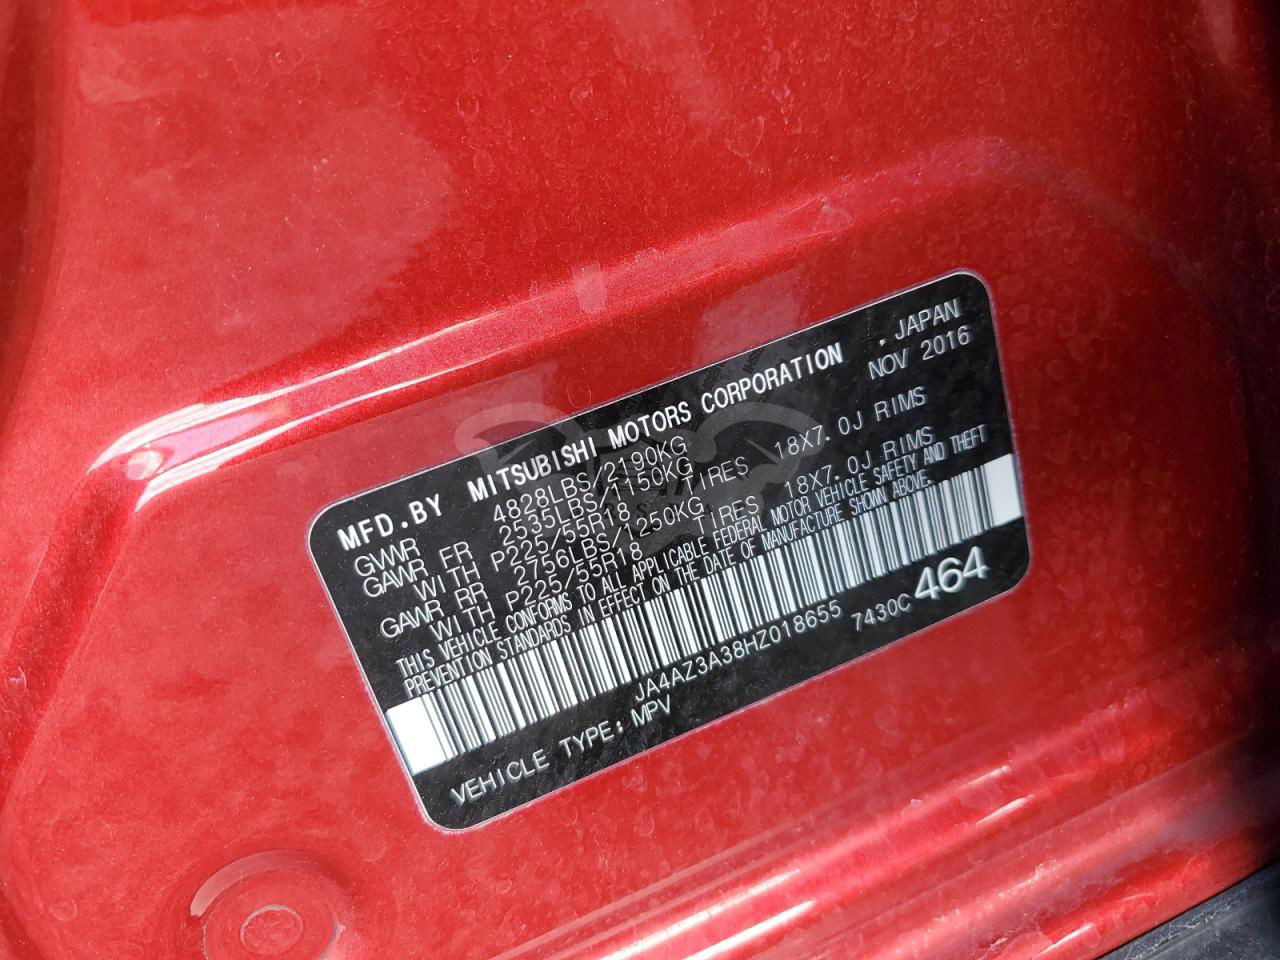 MFD.BY MITSUBISHI MOTORS CORPORATION .JAPAN
NOV 2016
GVWR 4828LBS/2190KG
GAWR FR 2535LBS/1150KG
WITH P225/55R18 TIRES 18X7.0J RIMS
GAWR RR 2756LBS/1250KG
WITH P225/55R18 TIRES 18X7.0J RIMS
THIS VEHICLE CONFORMS TO ALL APPLICABLE FEDERAL MOTOR VEHICLE SAFETY AND THEFT
PREVENTION STANDARDS IN EFFECT ON THE DATE OF MANUFACTURE SHOWN ABOVE.
JA4AZ3A38HZ018655 7430C 464
VEHICLE TYPE: MPV